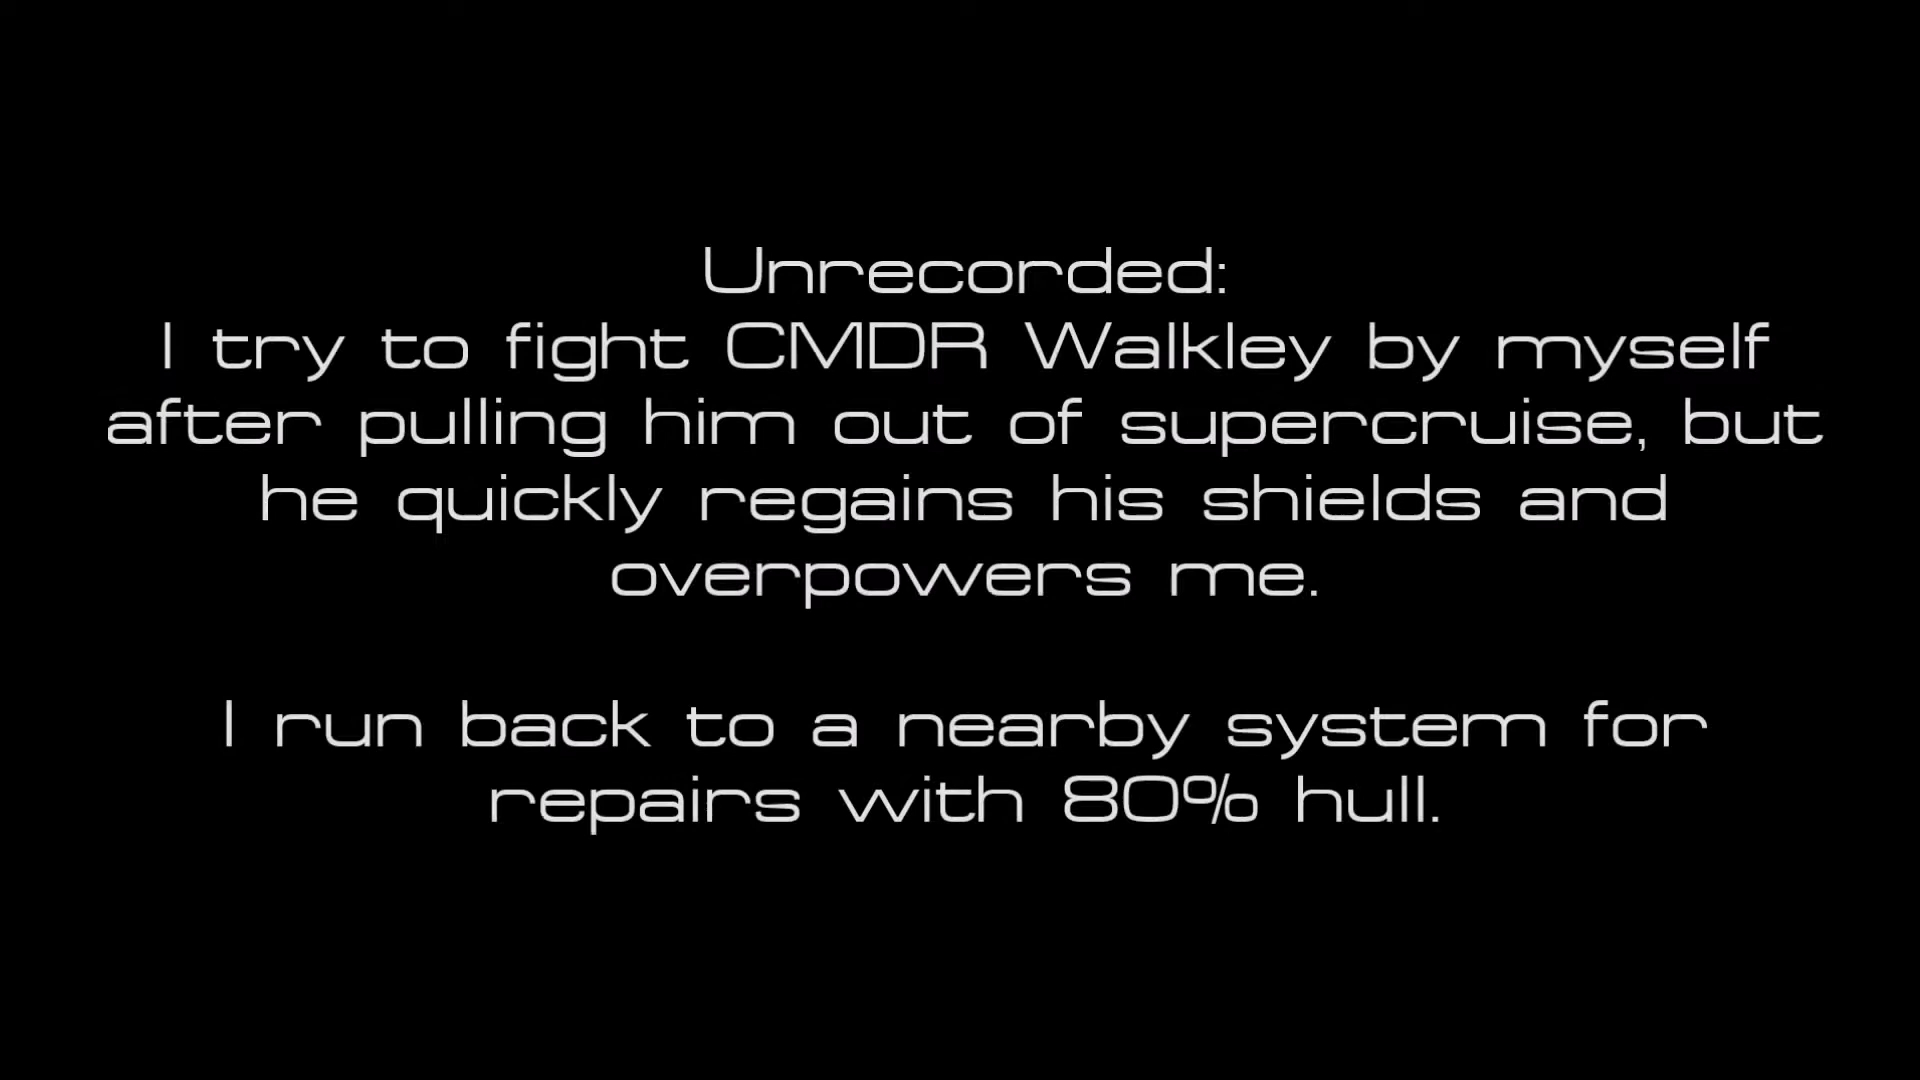 Unrecorded:
I try to fight CMDR Walkley by myself
after pulling him out of supercruise, but
he quickly regains his shields and
overpowers me.
I run back to a nearby system for
repairs with 80% hull.